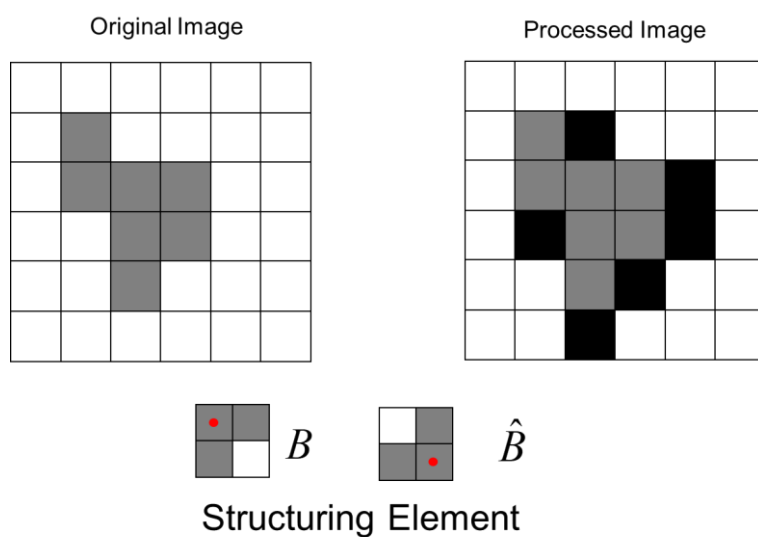 Original Image
Processed Image
B
B̂
Structuring Element